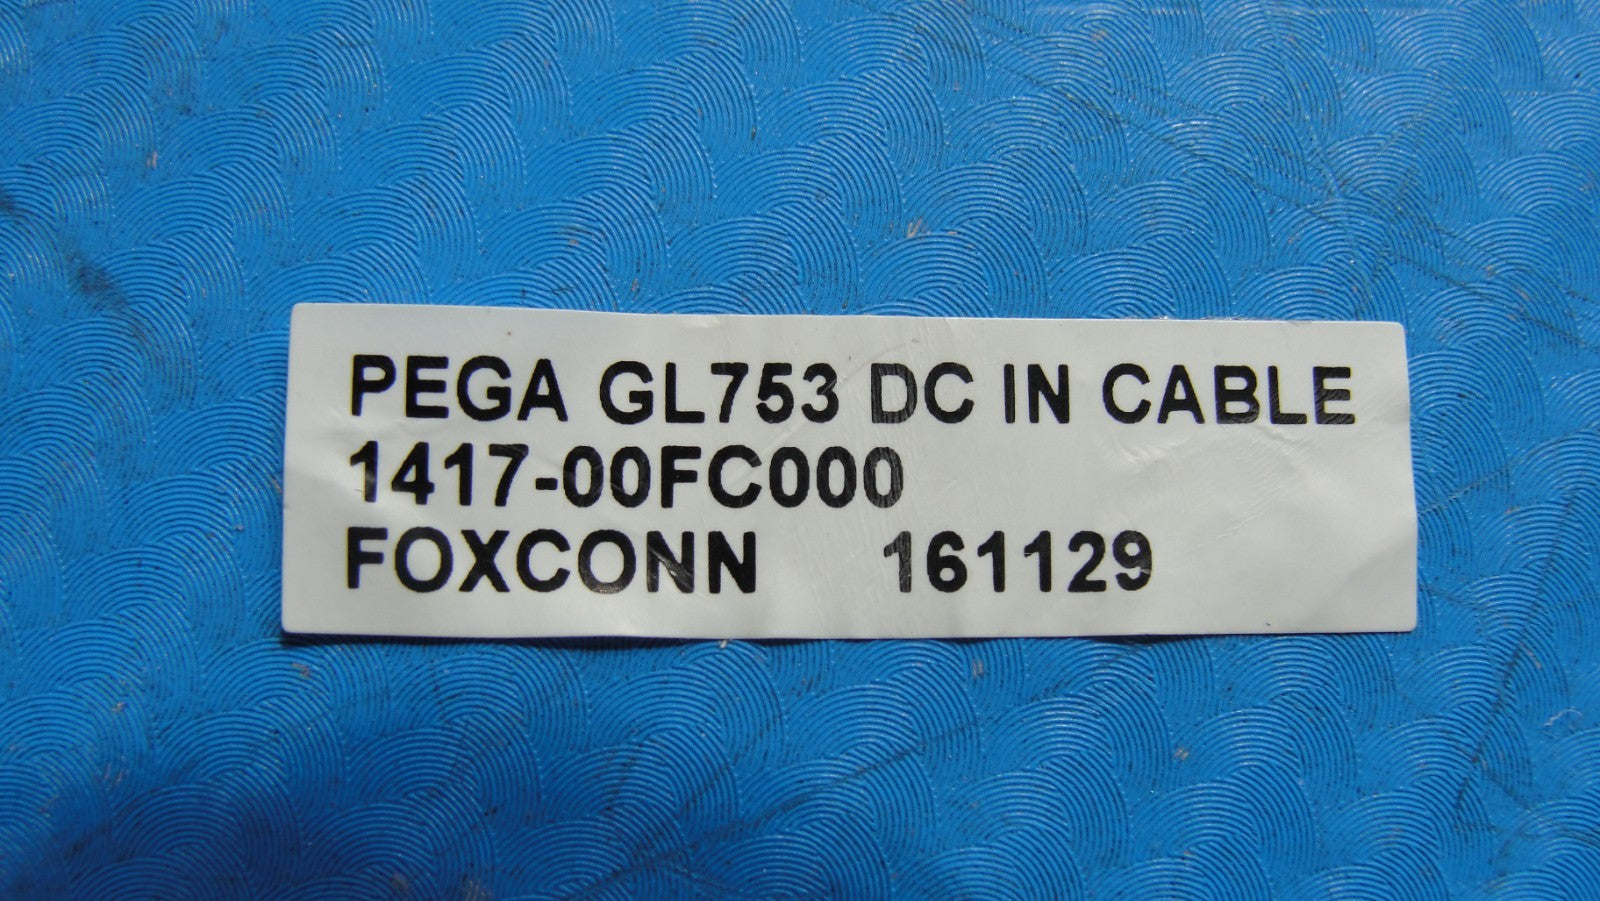 PEGA GL753 DC IN CABLE
1417-00FC000
FOXCONN 161129